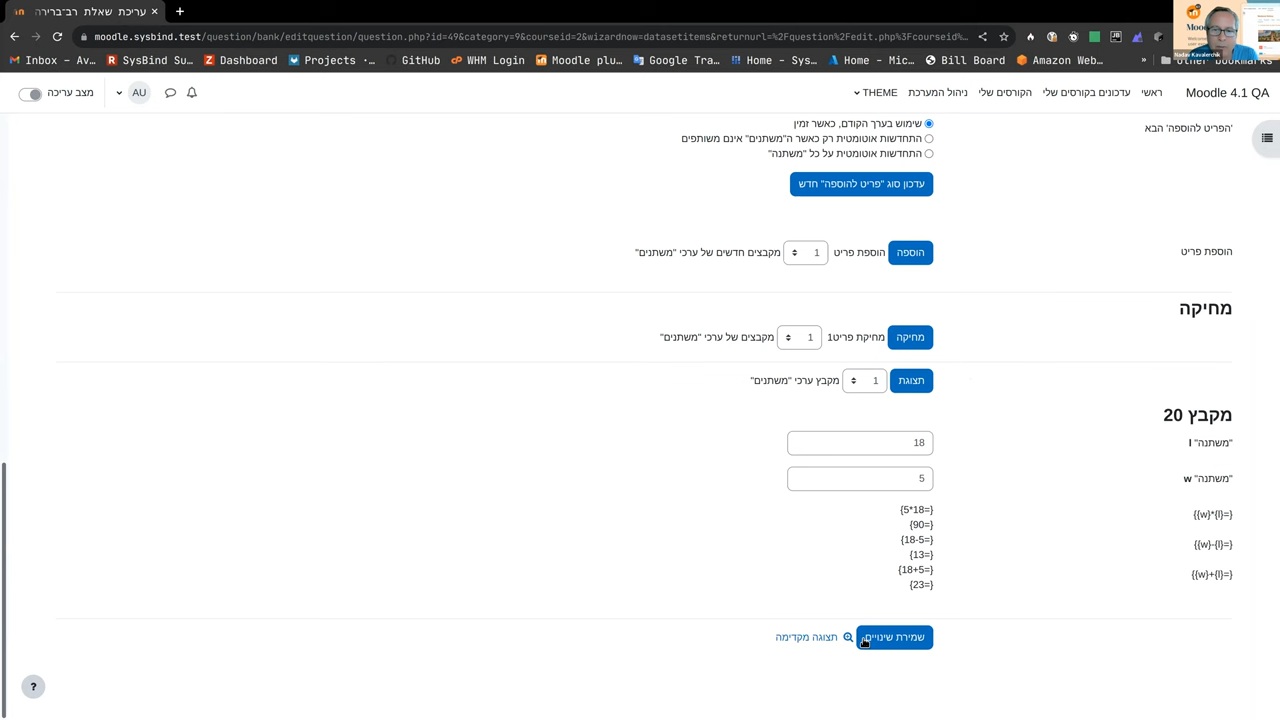 עריכת שאלת רב־ברירה
moodle.sysbind.test/question/bank/editquestion/question.php?id=49&category=9&courseid=2&wizardnow=datasetitems&returnurl=%2Fquestion%2Fedit.php%3Fcourseid%...
Inbox – Av… SysBind Su… Dashboard Projects ·… GitHub WWW Admin Moodle plu… Google Tra… Home – Sys… Home – Mic… Bill Board Amazon Web… » Other Bookmarks
Nadav Kavalerchik
Moodle 4.1 QA ראשי עדכונים בקורסים שלי הקורסים שלי ניהול המערכת THEME AU מצב עריכה
'הפריט להוספה' הבא
שימוש בערך הקודם, כאשר זמין
התחדשות אוטומטית רק כאשר ה"משתנים" אינם משותפים
התחדשות אוטומטית על כל "משתנה"
עדכון סוג "פריט להוספה" חדש
הוספת פריט הוספה הוספת פריט 1 מקבצים חדשים של ערכי "משתנים"
מחיקה
מחיקה מחיקת פריט1 1 מקבצים של ערכי "משתנים"
תצוגת 1 מקבץ ערכי "משתנים"
מקבץ 20
"משתנה" l 18
"משתנה" w 5
{={l}*{w}} {=18*5}
{=90}
{={l}-{w}} {=18-5}
{=13}
{={l}+{w}} {=18+5}
{=23}
שמירת שינויים תצוגה מקדימה
?